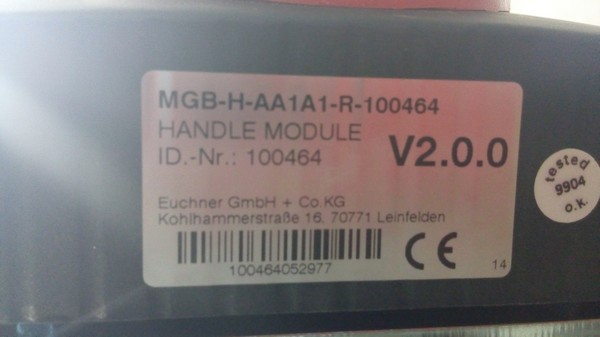 MGB-H-AA1A1-R-100464
HANDLE MODULE
ID.-Nr.: 100464
V2.0.0
Euchner GmbH + Co.KG
Kohlhammerstraße 16, 70771 Leinfelden
100464052977
CE
14
tested
9904
o.k.